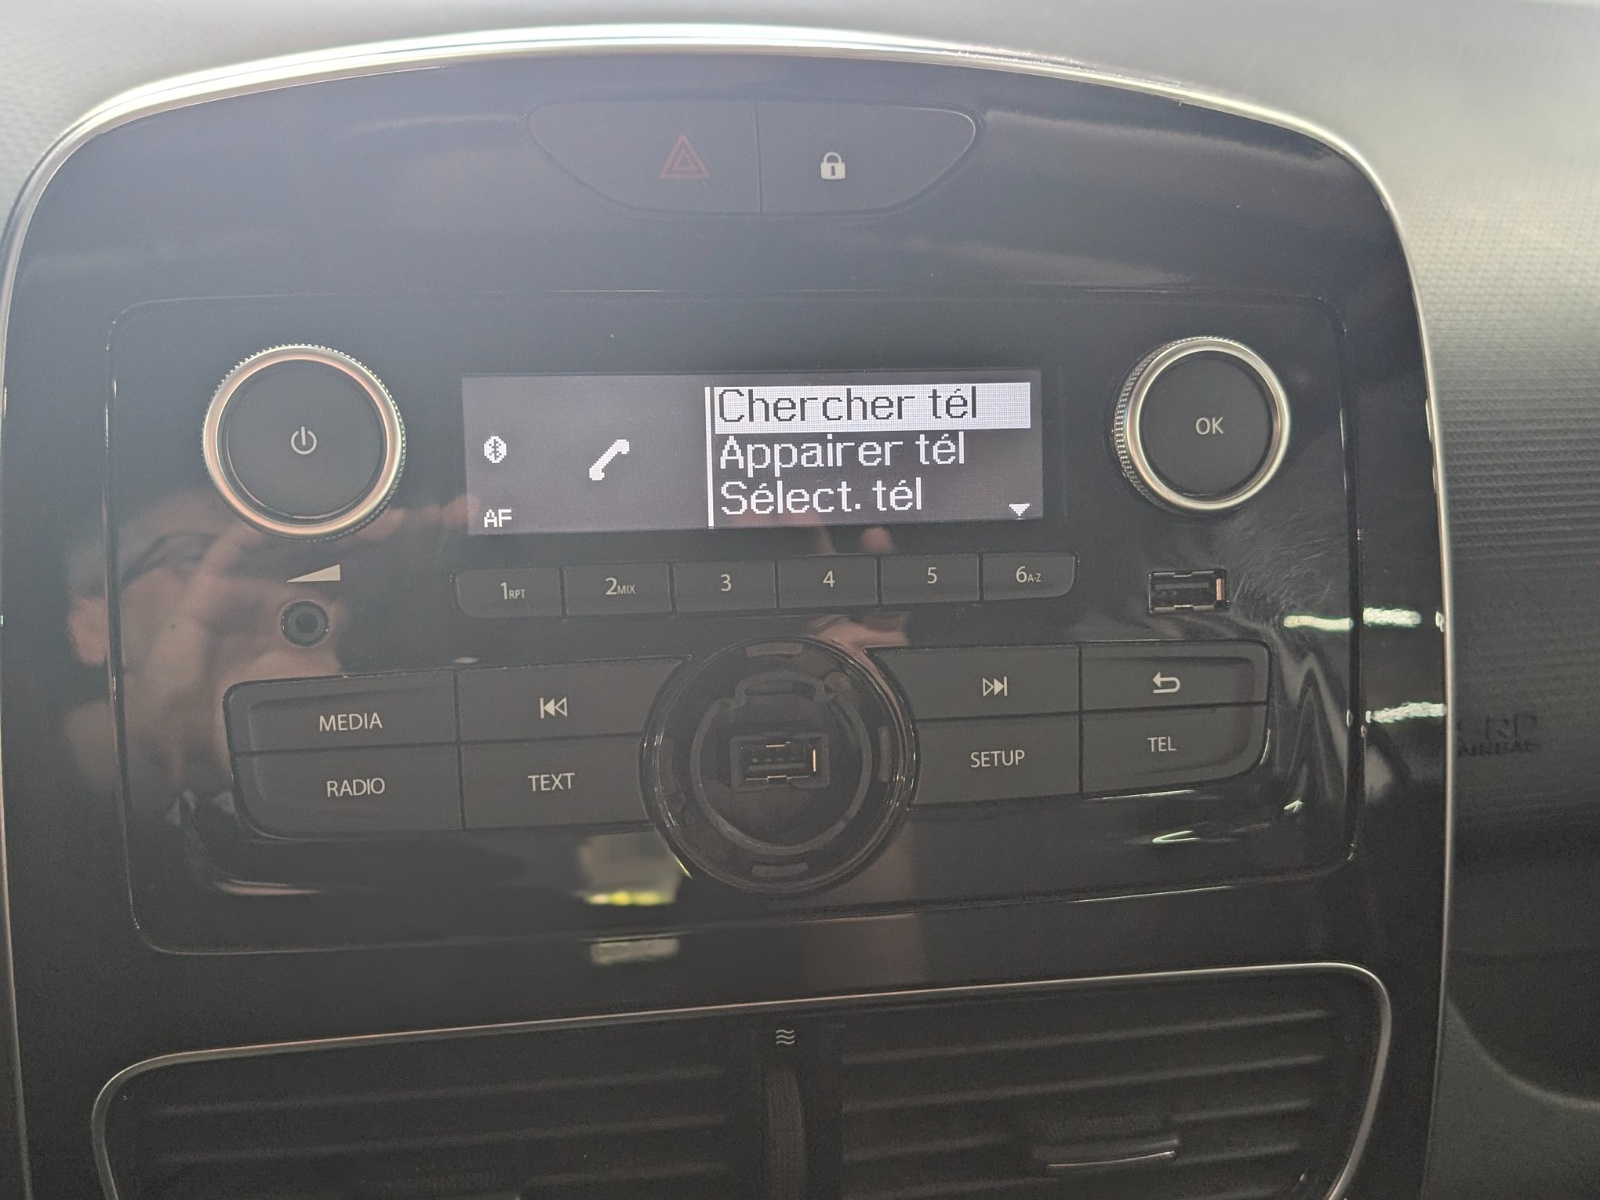 Chercher tél
Appairer tél
Sélect. tél
AF
OK
1RPT
2MIX
3
4
5
6A-Z
MEDIA
RADIO
TEXT
SETUP
TEL
AIRBAG